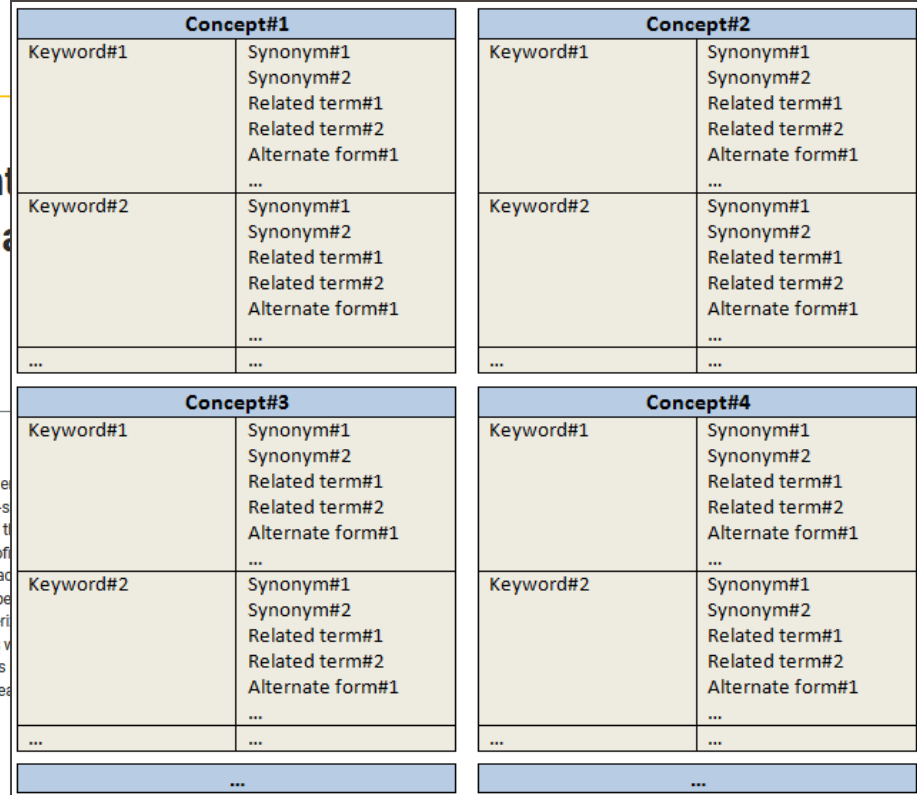 Concept#1
Keyword#1
Synonym#1
Synonym#2
Related term#1
Related term#2
Alternate form#1
...
Keyword#2
Synonym#1
Synonym#2
Related term#1
Related term#2
Alternate form#1
...
... ...
Concept#2
Keyword#1
Synonym#1
Synonym#2
Related term#1
Related term#2
Alternate form#1
...
Keyword#2
Synonym#1
Synonym#2
Related term#1
Related term#2
Alternate form#1
...
... ...
Concept#3
Keyword#1
Synonym#1
Synonym#2
Related term#1
Related term#2
Alternate form#1
...
Keyword#2
Synonym#1
Synonym#2
Related term#1
Related term#2
Alternate form#1
...
... ...
Concept#4
Keyword#1
Synonym#1
Synonym#2
Related term#1
Related term#2
Alternate form#1
...
Keyword#2
Synonym#1
Synonym#2
Related term#1
Related term#2
Alternate form#1
...
... ...
...
...